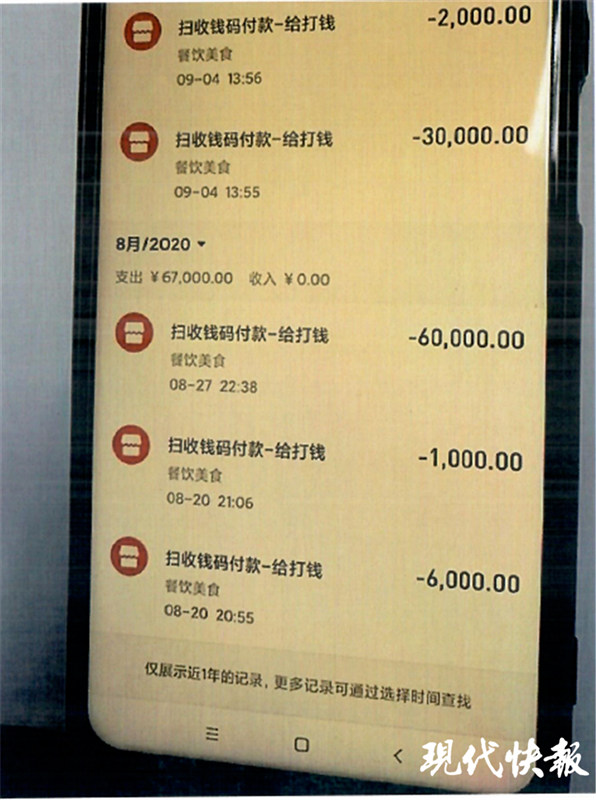 扫收钱码付款-给打钱
-2,000.00
餐饮美食
09-04 13:56
扫收钱码付款-给打钱
-30,000.00
餐饮美食
09-04 13:55
8月/2020
支出 ¥67,000.00 收入 ¥0.00
扫收钱码付款-给打钱
-60,000.00
餐饮美食
08-27 22:38
扫收钱码付款-给打钱
-1,000.00
餐饮美食
08-20 21:06
扫收钱码付款-给打钱
-6,000.00
餐饮美食
08-20 20:55
仅展示近1年的记录,更多记录可通过选择时间查找
現代快報